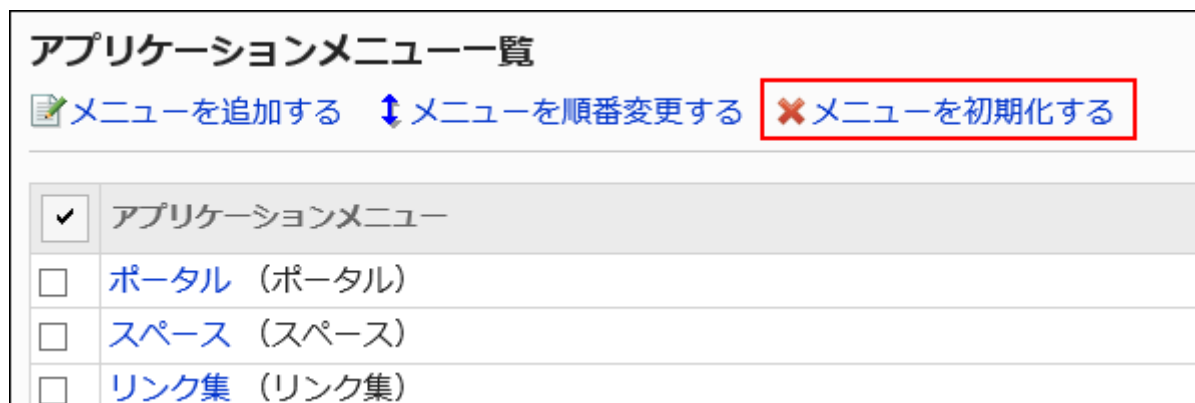 アプリケーションメニュー一覧
メニューを追加する メニューを順番変更する メニューを初期化する
アプリケーションメニュー
ポータル （ポータル）
スペース （スペース）
リンク集 （リンク集）